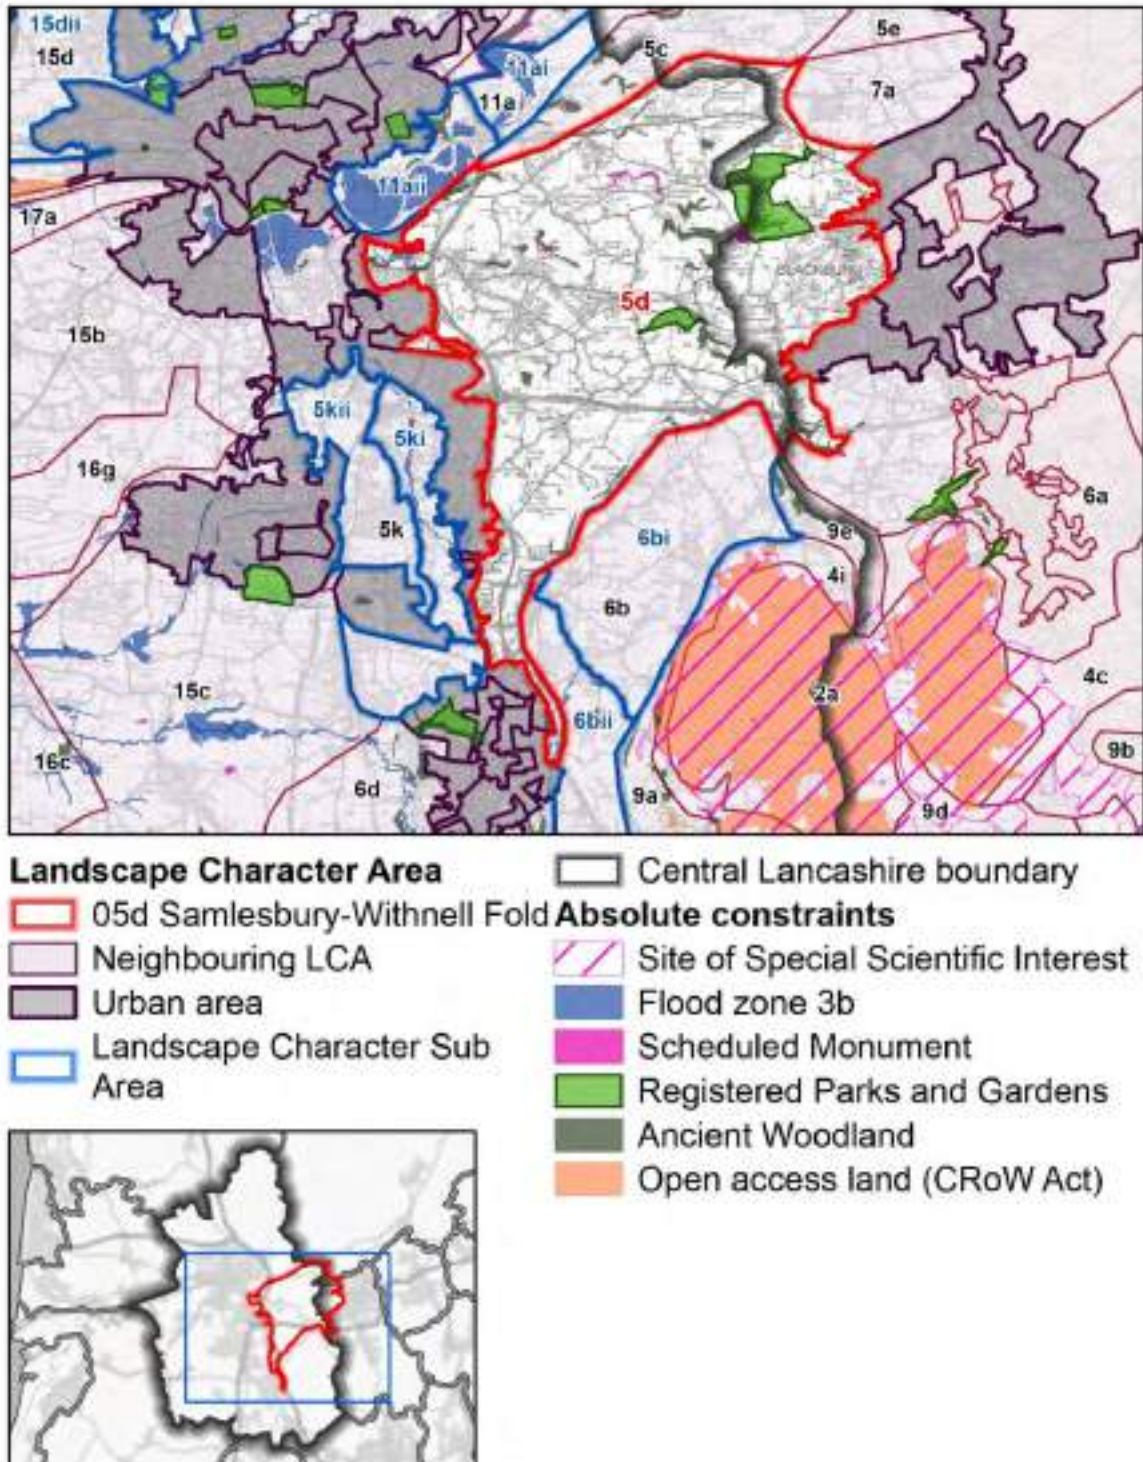 15dii
15d
5c
5e
11ai
11a
7a
11aii
17a
BLACKBURN
5d
15b
5kii
5ki
16g
6a
5k
6bi
9e
4i
6b
15c
2a
4c
6bii
16c
9b
6d
9a
9d
Landscape Character Area
05d Samlesbury-Withnell Fold
Neighbouring LCA
Urban area
Landscape Character Sub
Area
Central Lancashire boundary
Absolute constraints
Site of Special Scientific Interest
Flood zone 3b
Scheduled Monument
Registered Parks and Gardens
Ancient Woodland
Open access land (CRoW Act)